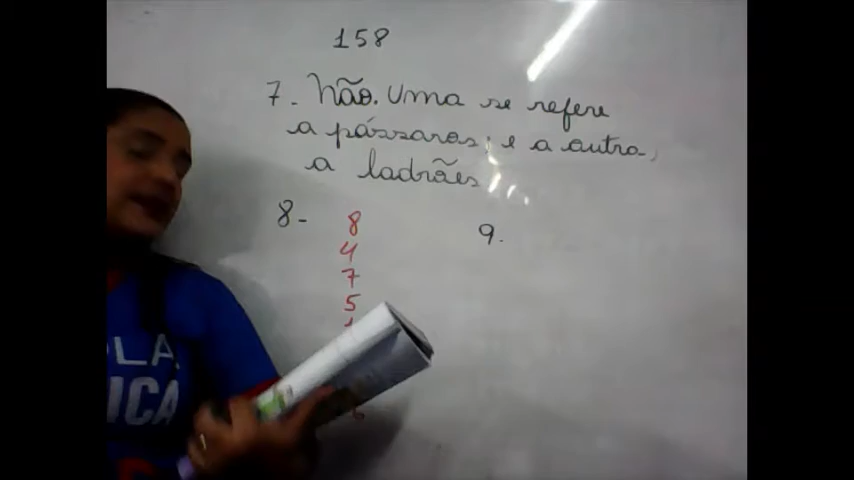 158
7. Não. Uma se refere
a pássaros; e a outra,
a ladrões
8-
8
4
7
5
9.